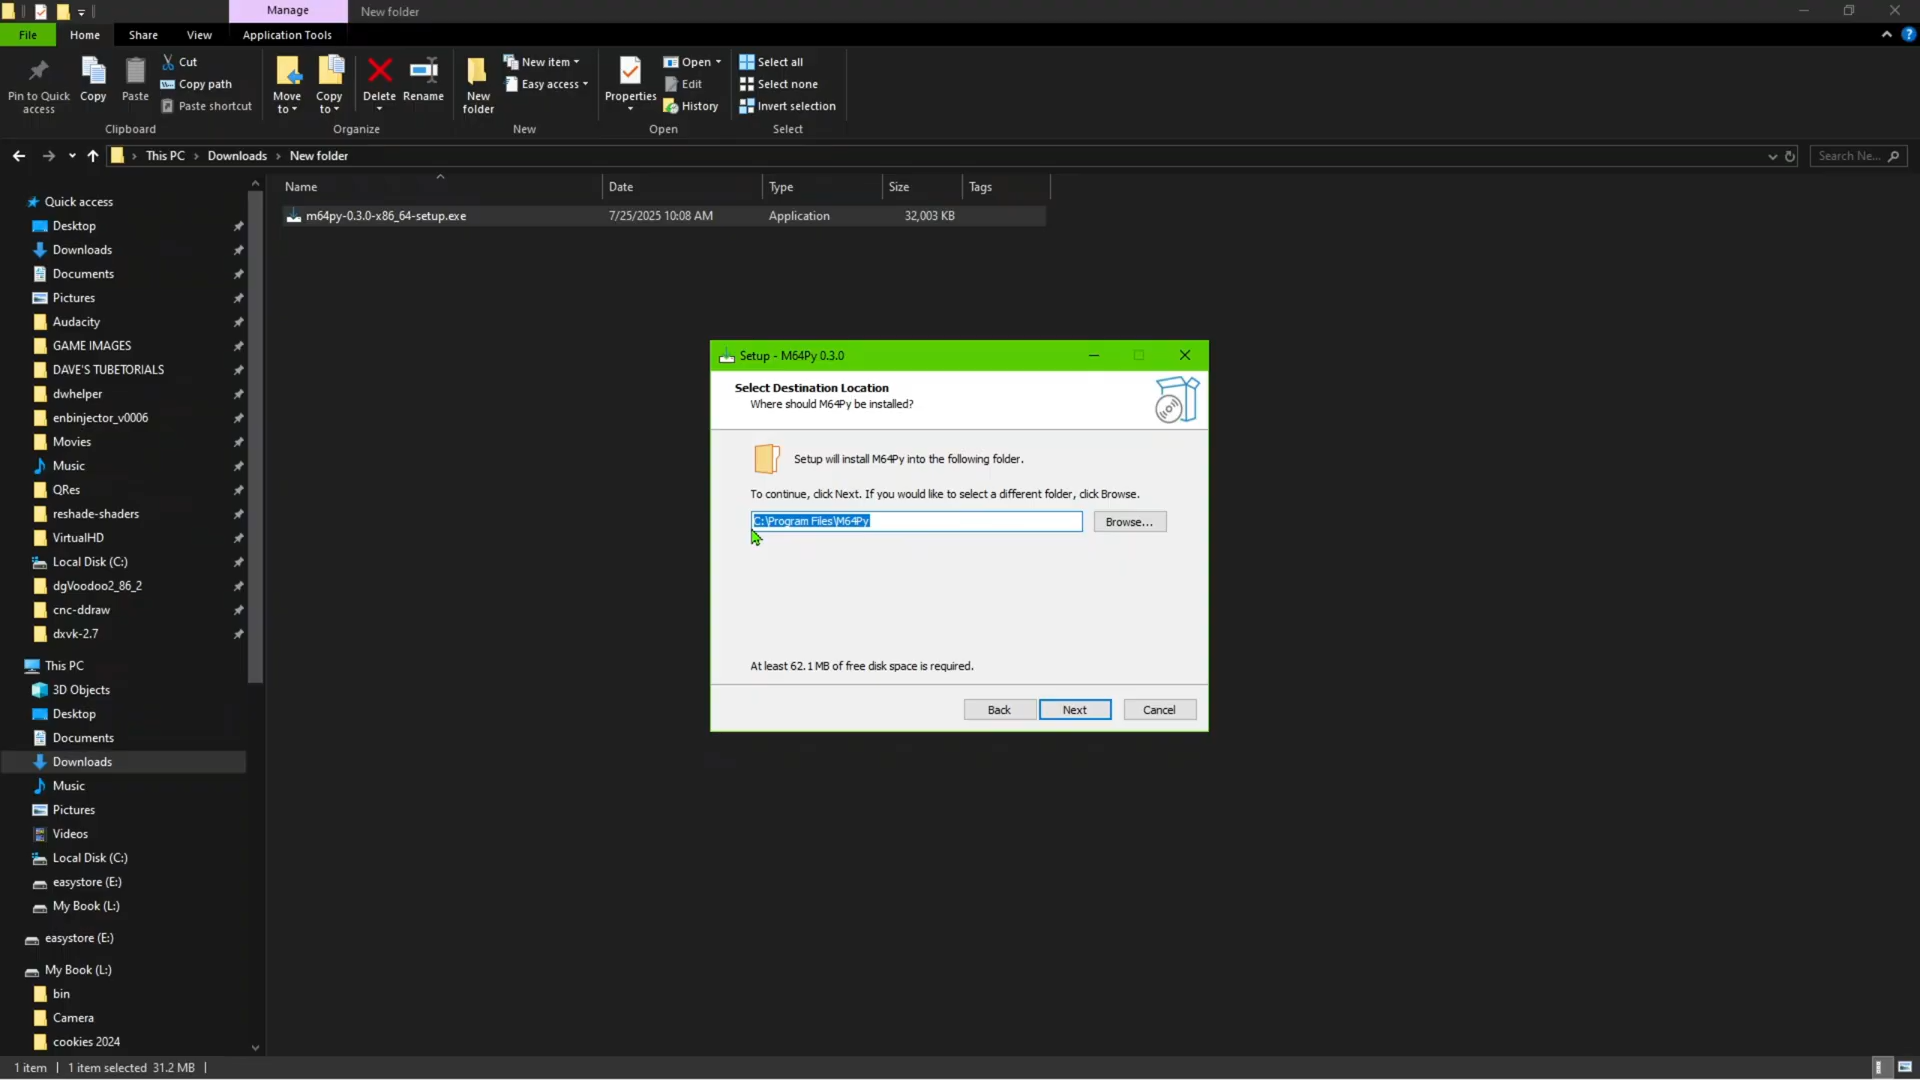 Manage
New folder
File
Home
Share
View
Application Tools
Pin to Quick access
Copy
Paste
Cut
Copy path
Paste shortcut
Clipboard
Move to
Copy to
Delete
Rename
Organize
New folder
New item
Easy access
New
Properties
Open
Edit
History
Open
Select all
Select none
Invert selection
Select
This PC
Downloads
New folder
Search Ne...
Name
Date
Type
Size
Tags
m64py-0.3.0-x86_64-setup.exe
7/25/2025 10:08 AM
Application
32,003 KB
Quick access
Desktop
Downloads
Documents
Pictures
Audacity
GAME IMAGES
DAVE'S TUBETORIALS
dwhelper
enbinjector_v0006
Movies
Music
QRes
reshade-shaders
VirtualHD
Local Disk (C:)
dgVoodoo2_86_2
cnc-ddraw
dxvk-2.7
This PC
3D Objects
Desktop
Documents
Downloads
Music
Pictures
Videos
Local Disk (C:)
easystore (E:)
My Book (L:)
easystore (E:)
My Book (L:)
bin
Camera
cookies 2024
Setup - M64Py 0.3.0
Select Destination Location
Where should M64Py be installed?
Setup will install M64Py into the following folder.
To continue, click Next. If you would like to select a different folder, click Browse.
C:\Program Files\M64Py
Browse...
At least 62.1 MB of free disk space is required.
Back
Next
Cancel
1 item
1 item selected 31.2 MB